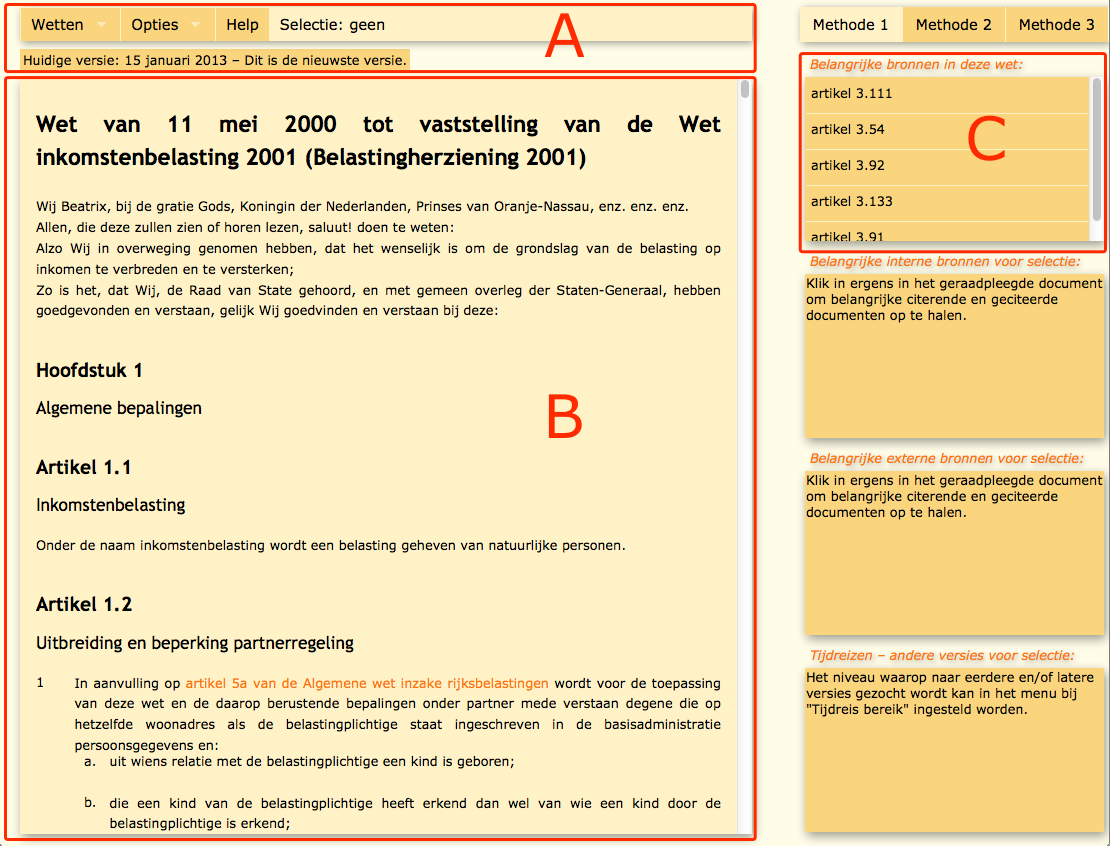 Wetten Opties Help Selectie: geen
A
Huidige versie: 15 januari 2013 – Dit is de nieuwste versie.
Wet van 11 mei 2000 tot vaststelling van de Wet
inkomstenbelasting 2001 (Belastingherziening 2001)
Wij Beatrix, bij de gratie Gods, Koningin der Nederlanden, Prinses van Oranje-Nassau, enz. enz. enz.
Allen, die deze zullen zien of horen lezen, saluut! doen te weten:
Alzo Wij in overweging genomen hebben, dat het wenselijk is om de grondslag van de belasting op
inkomen te verbreden en te versterken;
Zo is het, dat Wij, de Raad van State gehoord, en met gemeen overleg der Staten-Generaal, hebben
goedgevonden en verstaan, gelijk Wij goedvinden en verstaan bij deze:
Hoofdstuk 1
Algemene bepalingen
B
Artikel 1.1
Inkomstenbelasting
Onder de naam inkomstenbelasting wordt een belasting geheven van natuurlijke personen.
Artikel 1.2
Uitbreiding en beperking partnerregeling
1 In aanvulling op artikel 5a van de Algemene wet inzake rijksbelastingen wordt voor de toepassing
van deze wet en de daarop berustende bepalingen onder partner mede verstaan degene die op
hetzelfde woonadres als de belastingplichtige staat ingeschreven in de basisadministratie
persoonsgegevens en:
a. uit wiens relatie met de belastingplichtige een kind is geboren;
b. die een kind van de belastingplichtige heeft erkend dan wel van wie een kind door de
belastingplichtige is erkend;
Methode 1 Methode 2 Methode 3
Belangrijke bronnen in deze wet:
artikel 3.111
artikel 3.54
C
artikel 3.92
artikel 3.133
artikel 3.91
Belangrijke interne bronnen voor selectie:
Klik in ergens in het geraadpleegde document
om belangrijke citerende en geciteerde
documenten op te halen.
Belangrijke externe bronnen voor selectie:
Klik in ergens in het geraadpleegde document
om belangrijke citerende en geciteerde
documenten op te halen.
Tijdreizen – andere versies voor selectie:
Het niveau waarop naar eerdere en/of latere
versies gezocht wordt kan in het menu bij
"Tijdreis bereik" ingesteld worden.